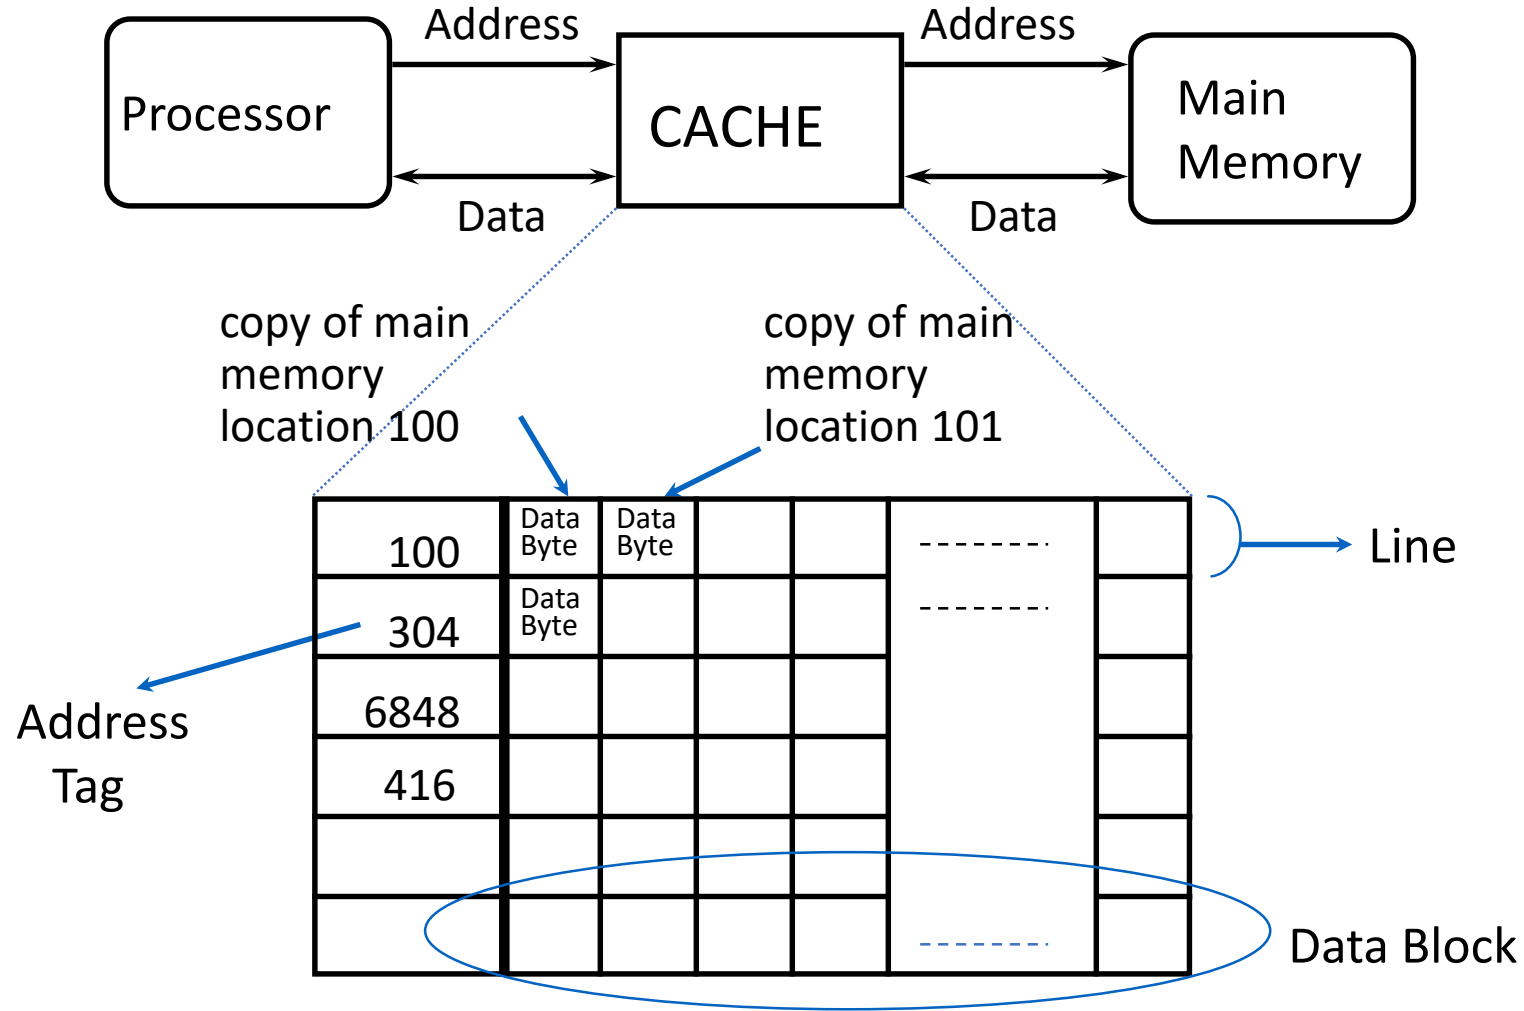 Address
Address
Processor
CACHE
Main
Memory
Data
Data
copy of main
memory
location 100
copy of main
memory
location 101
100
Data
Byte
Data
Byte
Line
304
Data
Byte
6848
Address
Tag
416
Data Block